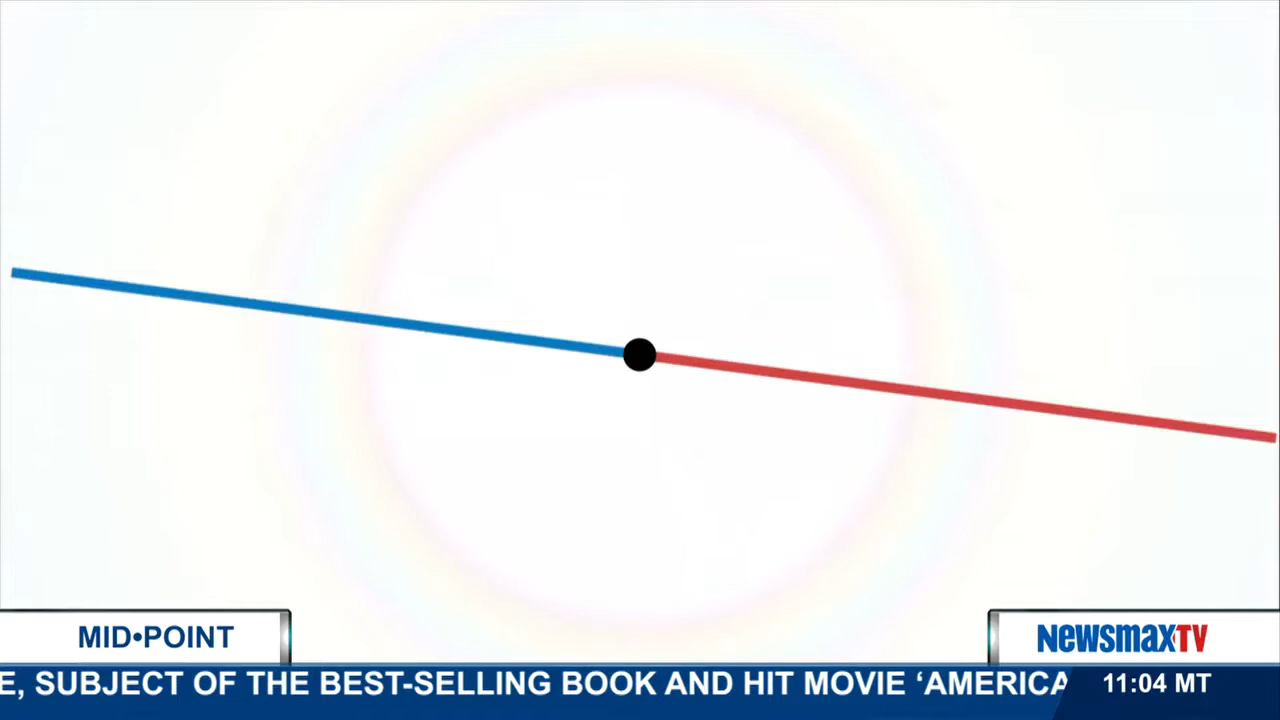 MID•POINT
NEWSMAXTV
E, SUBJECT OF THE BEST-SELLING BOOK AND HIT MOVIE ‘AMERICA
11:04 MT